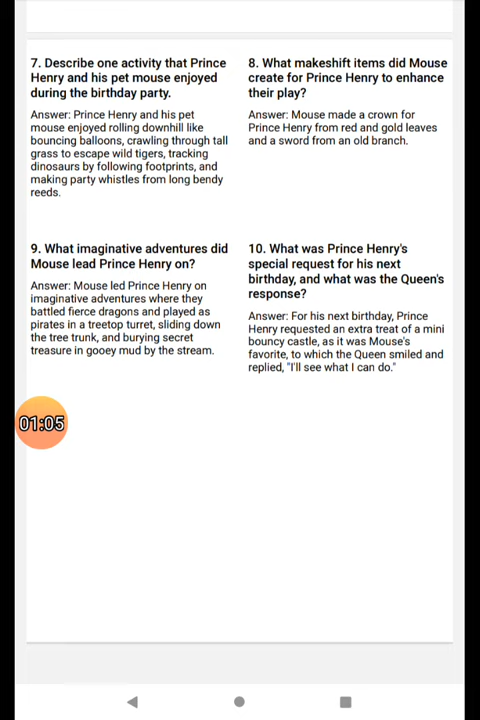 7. Describe one activity that Prince
Henry and his pet mouse enjoyed
during the birthday party.
Answer: Prince Henry and his pet
mouse enjoyed rolling downhill like
bouncing balloons, crawling through tall
grass to escape wild tigers, tracking
dinosaurs by following footprints, and
making party whistles from long bendy
reeds.
8. What makeshift items did Mouse
create for Prince Henry to enhance
their play?
Answer: Mouse made a crown for
Prince Henry from red and gold leaves
and a sword from an old branch.
9. What imaginative adventures did
Mouse lead Prince Henry on?
Answer: Mouse led Prince Henry on
imaginative adventures where they
battled fierce dragons and played as
pirates in a treetop turret, sliding down
the tree trunk, and burying secret
treasure in gooey mud by the stream.
10. What was Prince Henry's
special request for his next
birthday, and what was the Queen's
response?
Answer: For his next birthday, Prince
Henry requested an extra treat of a mini
bouncy castle, as it was Mouse's
favorite, to which the Queen smiled and
replied, "I'll see what I can do."
01:05